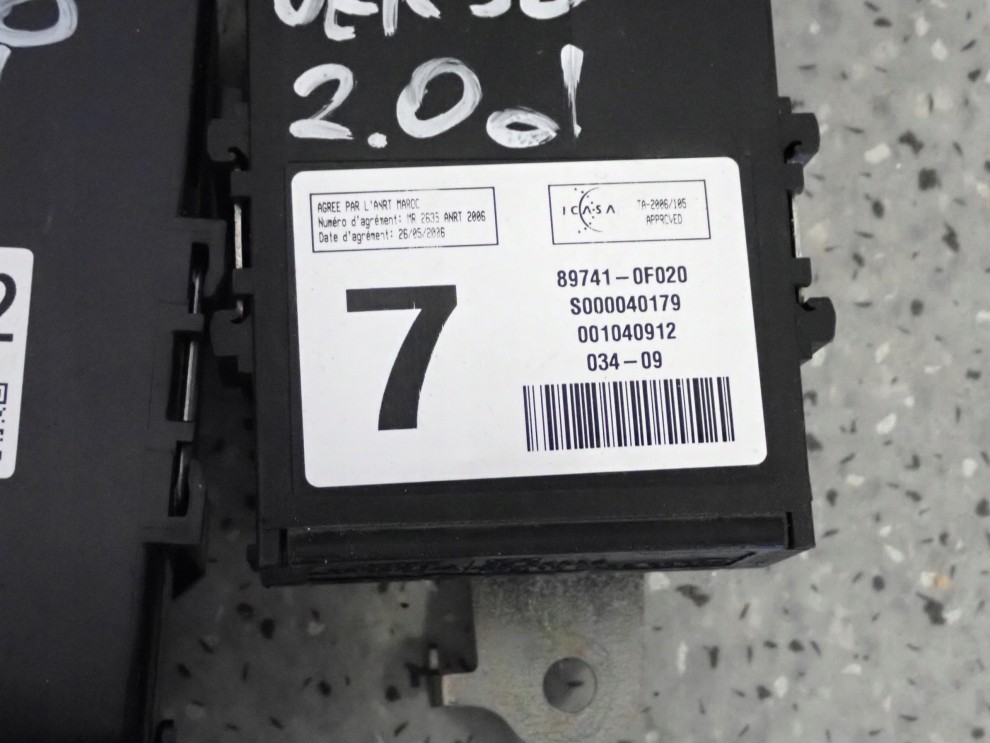 2.0.!
AGREE PAR L'ANRT MAROC
Numéro d'agrément: MR 2635 ANRT 2006
Date d'agrément: 26/05/2006
ICASA
TA-2006/105
APPROVED
7
89741-0F020
S000040179
001040912
034-09
2